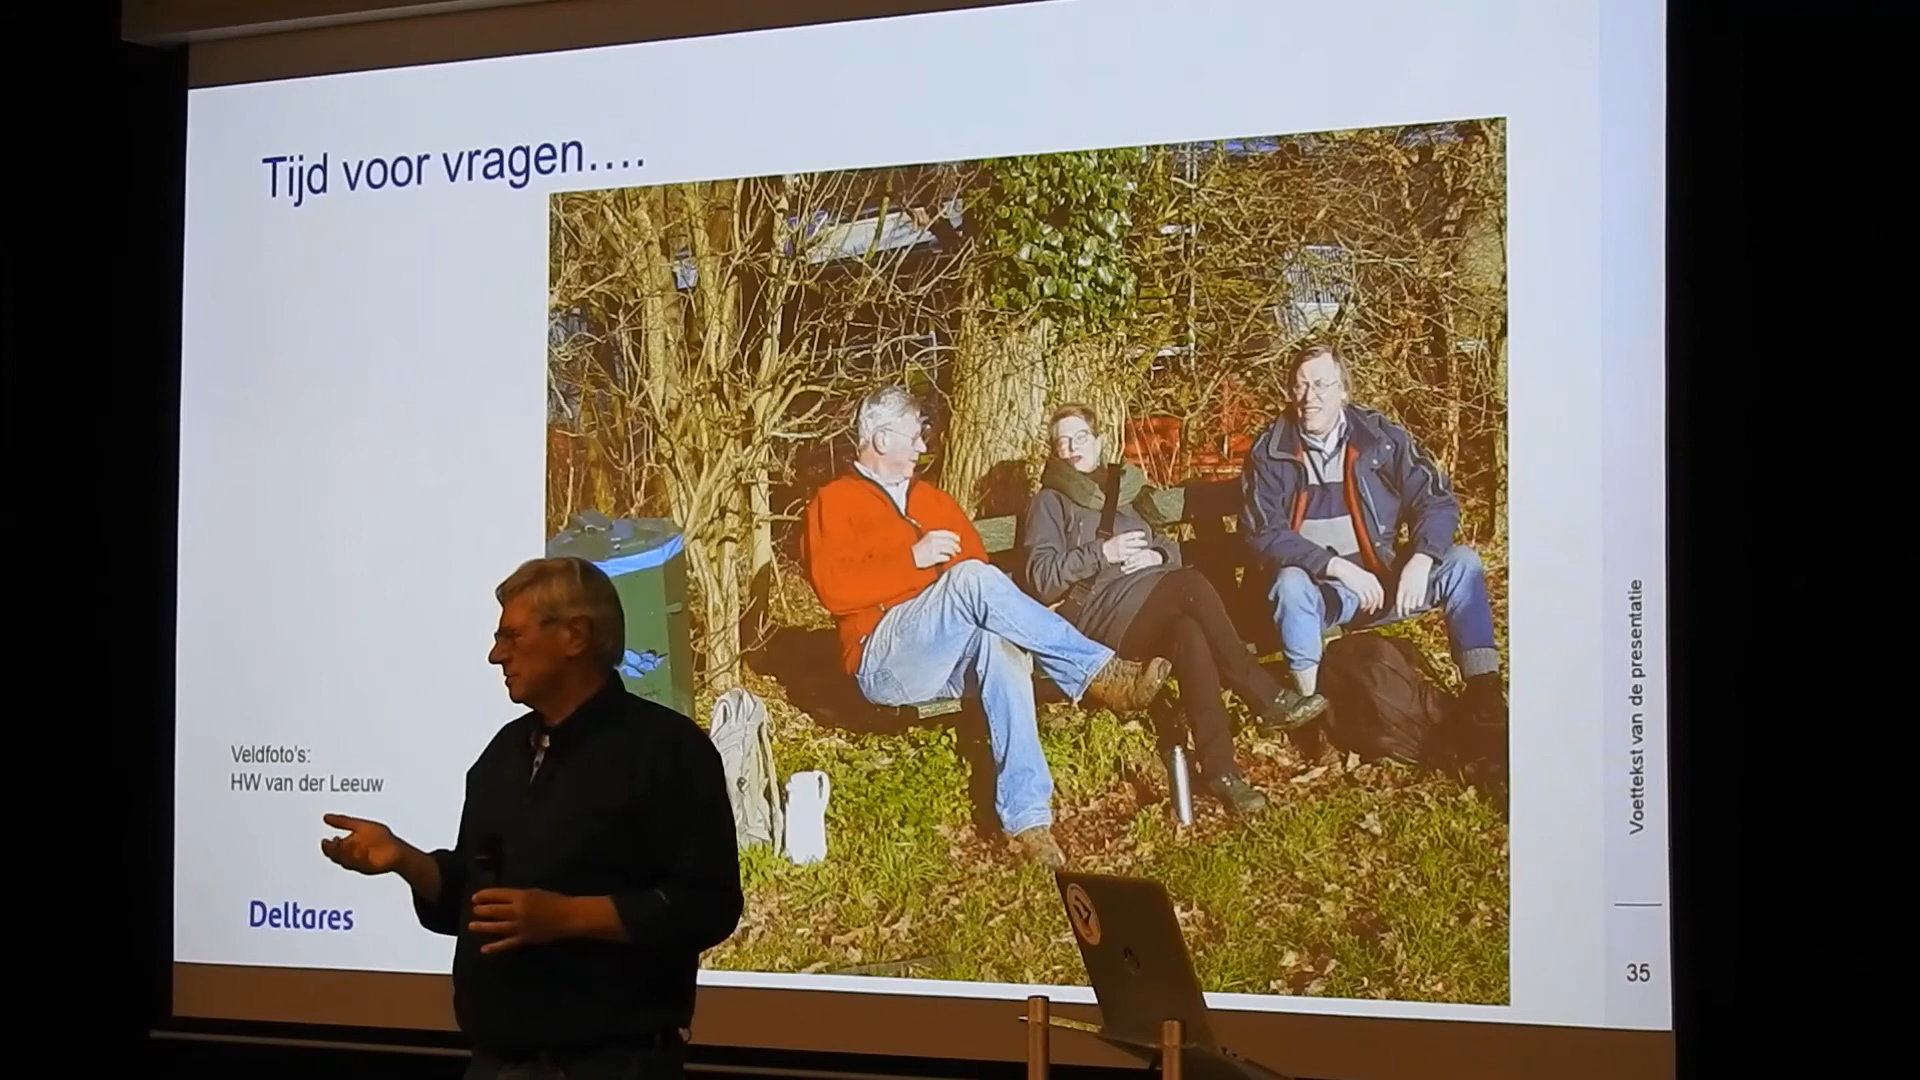 Tijd voor vragen....
Veldfoto's:
HW van der Leeuw
Deltares
Voettekst van de presentatie
35